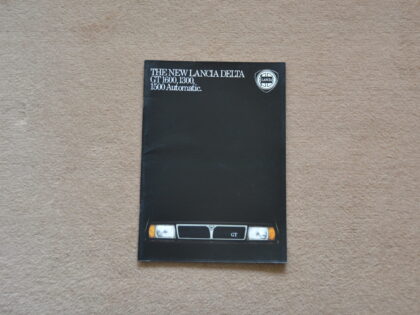 THE NEW LANCIA DELTA
GT 1600, 1300,
1500 Automatic.
LANCIA
GT